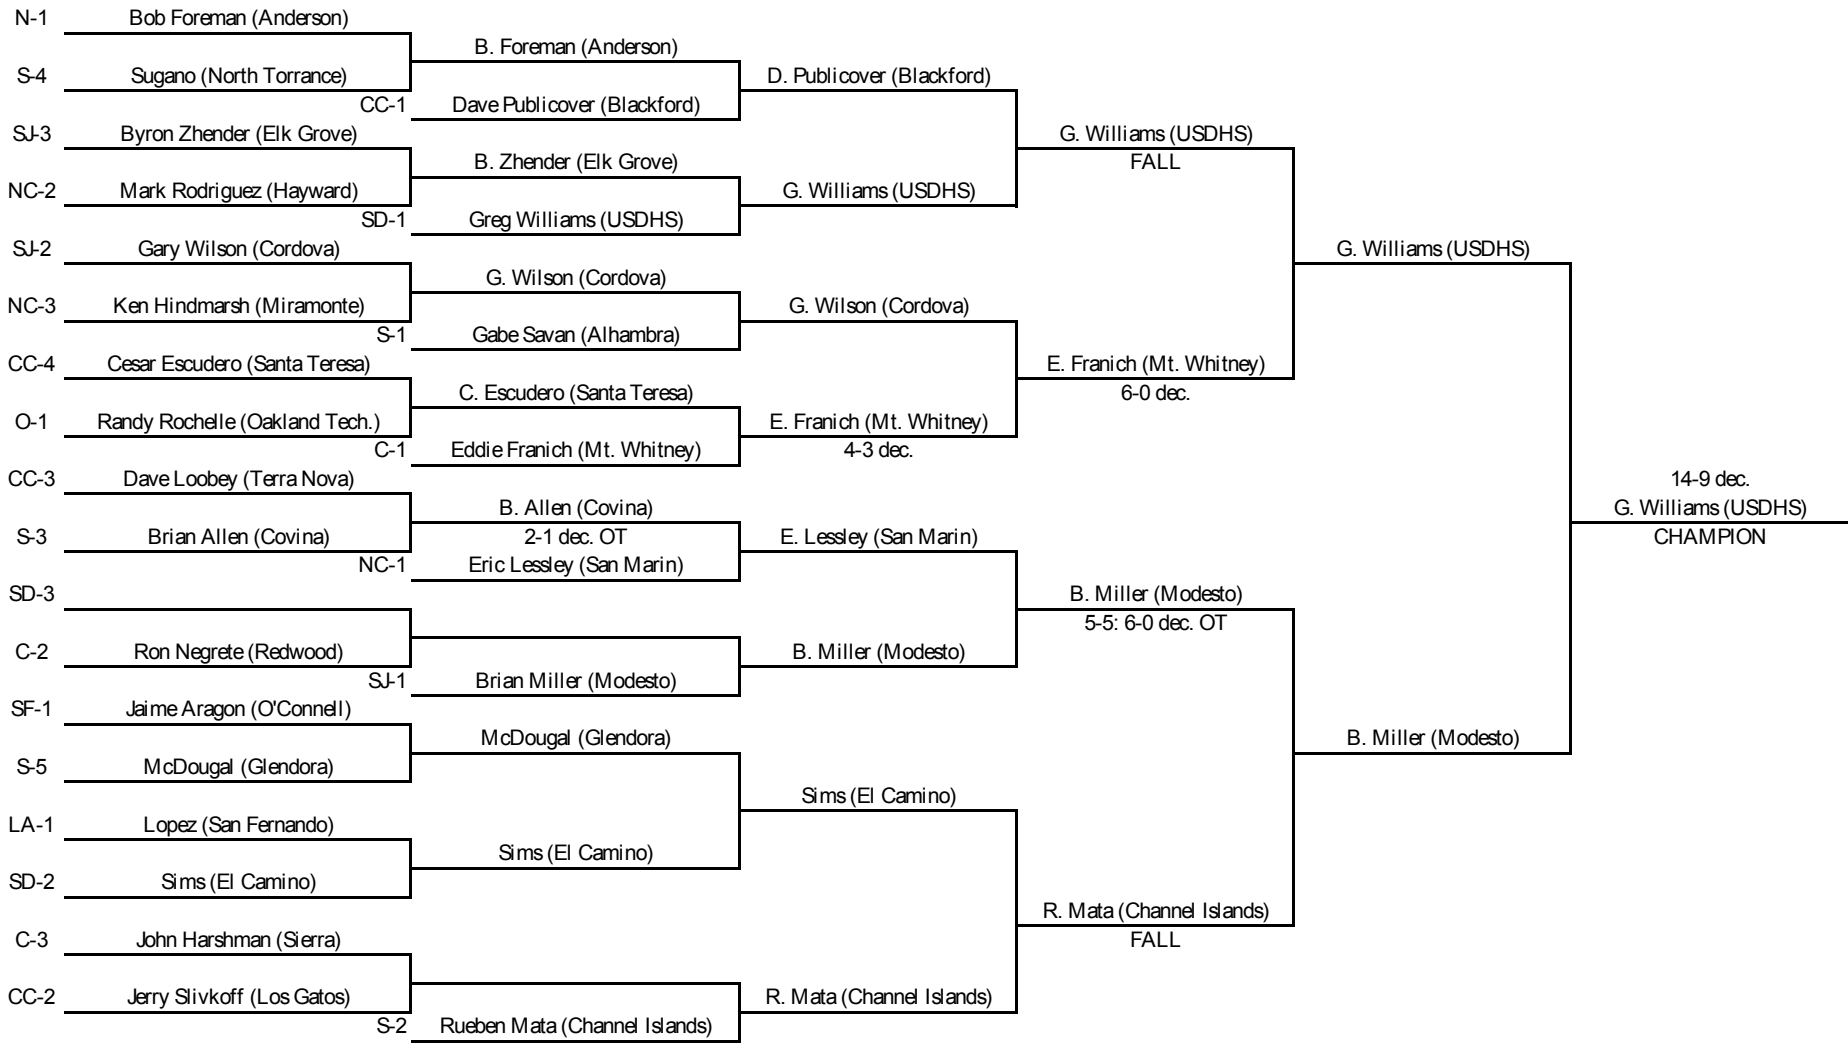 N-1 Bob Foreman (Anderson)
B. Foreman (Anderson)
S-4 Sugano (North Torrance) D. Publicover (Blackford)
CC-1 Dave Publicover (Blackford)
SJ-3 Byron Zhender (Elk Grove) G. Williams (USDHS)
B. Zhender (Elk Grove) FALL
NC-2 Mark Rodriguez (Hayward) G. Williams (USDHS)
SD-1 Greg Williams (USDHS)
SJ-2 Gary Wilson (Cordova) G. Williams (USDHS)
G. Wilson (Cordova)
NC-3 Ken Hindmarsh (Miramonte) G. Wilson (Cordova)
S-1 Gabe Savan (Alhambra)
CC-4 Cesar Escudero (Santa Teresa) E. Franich (Mt. Whitney)
C. Escudero (Santa Teresa) 6-0 dec.
O-1 Randy Rochelle (Oakland Tech.) E. Franich (Mt. Whitney)
C-1 Eddie Franich (Mt. Whitney) 4-3 dec.
CC-3 Dave Loobey (Terra Nova) 14-9 dec.
B. Allen (Covina) G. Williams (USDHS)
S-3 Brian Allen (Covina) 2-1 dec. OT E. Lessley (San Marin) CHAMPION
NC-1 Eric Lessley (San Marin)
SD-3 B. Miller (Modesto)
5-5: 6-0 dec. OT
C-2 Ron Negrete (Redwood) B. Miller (Modesto)
SJ-1 Brian Miller (Modesto)
SF-1 Jaime Aragon (O'Connell)
McDougal (Glendora) B. Miller (Modesto)
S-5 McDougal (Glendora)
Sims (El Camino)
LA-1 Lopez (San Fernando)
Sims (El Camino)
SD-2 Sims (El Camino)
R. Mata (Channel Islands)
C-3 John Harshman (Sierra) FALL
CC-2 Jerry Slivkoff (Los Gatos) R. Mata (Channel Islands)
S-2 Rueben Mata (Channel Islands)